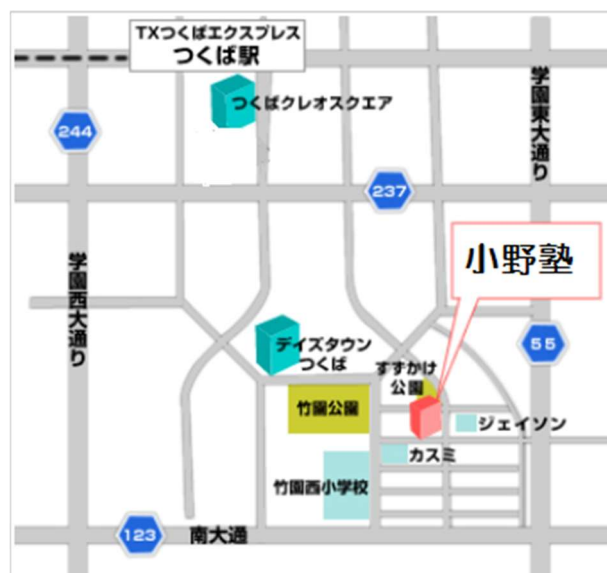 TXつくばエクスプレス
つくば駅
つくばクレオスクエア
学園東大通り
244
237
小野塾
学園西大通り
デイズタウン
つくば
55
すずかけ
公園
竹園公園
ジェイソン
カスミ
竹園西小学校
123
南大通